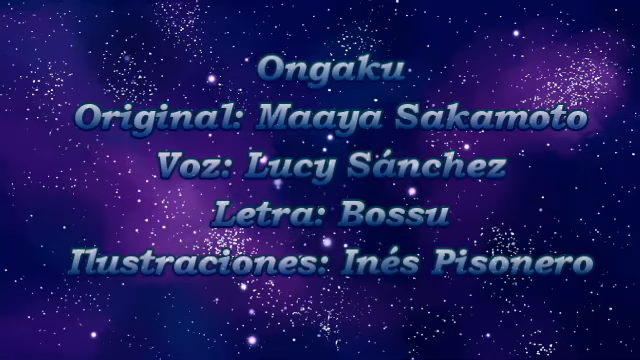 Ongaku
Original: Maaya Sakamoto
Voz: Lucy Sánchez
Letra: Bossu
Ilustraciones: Inés Pisonero